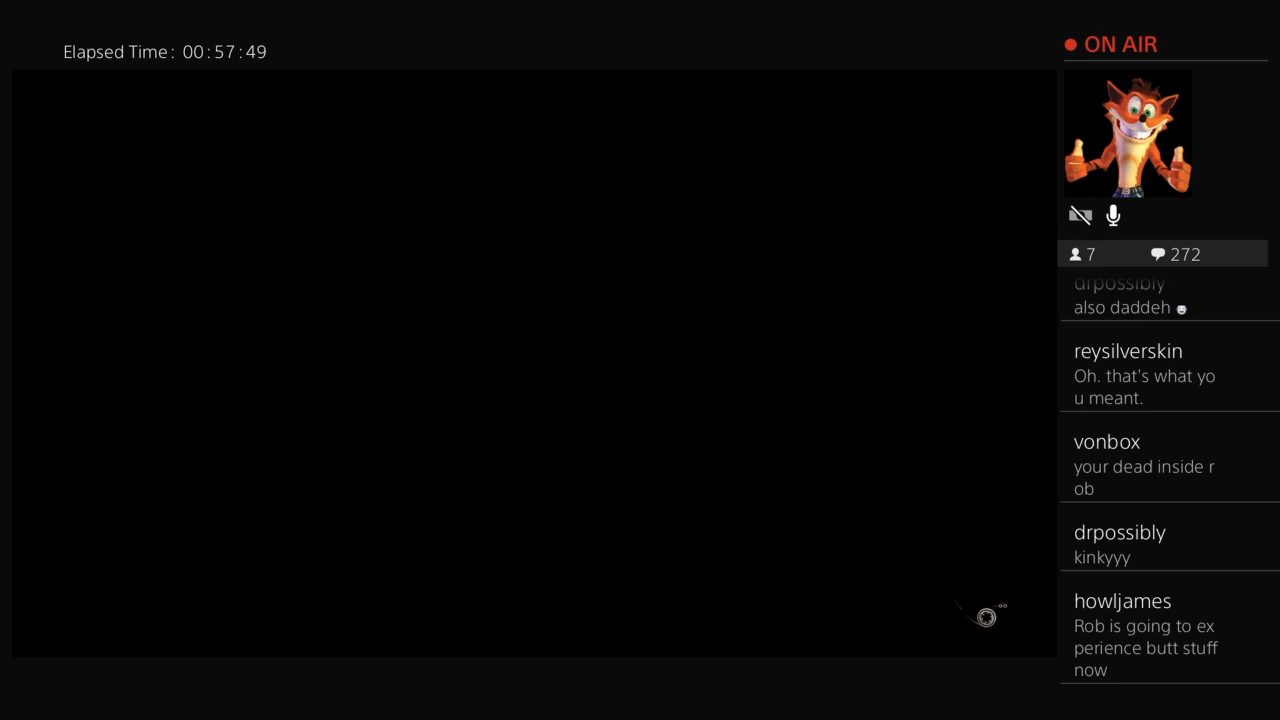 Elapsed Time: 00:57:49
ON AIR
7 272
drpossibly
also daddeh
reysilverskin
Oh. that's what yo
u meant.
vonbox
your dead inside r
ob
drpossibly
kinkyyy
howljames
Rob is going to ex
perience butt stuff
now